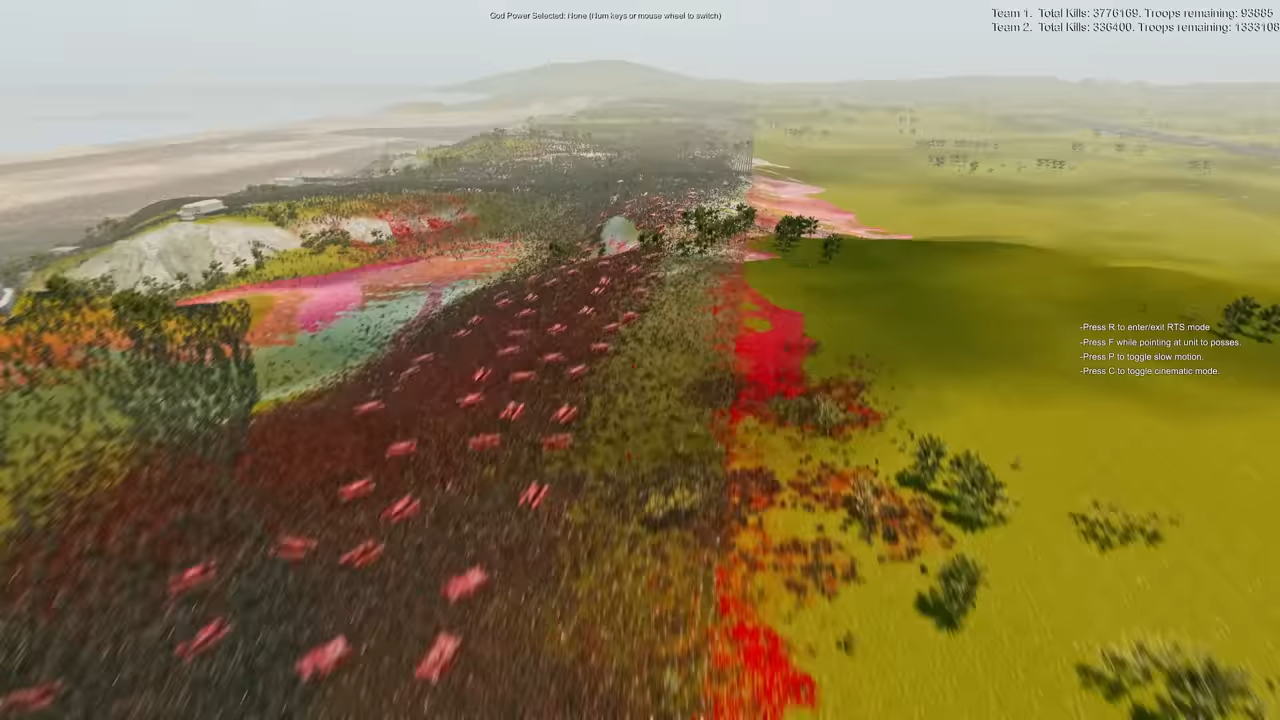 God Power Selected: None (Num keys or mouse wheel to switch)
Team 1.  Total Kills: 3776169. Troops remaining: 93885
Team 2.  Total Kills: 336400. Troops remaining: 1333108
-Press R to enter/exit RTS mode
-Press F while pointing at unit to posses.
-Press P to toggle slow motion.
-Press C to toggle cinematic mode.